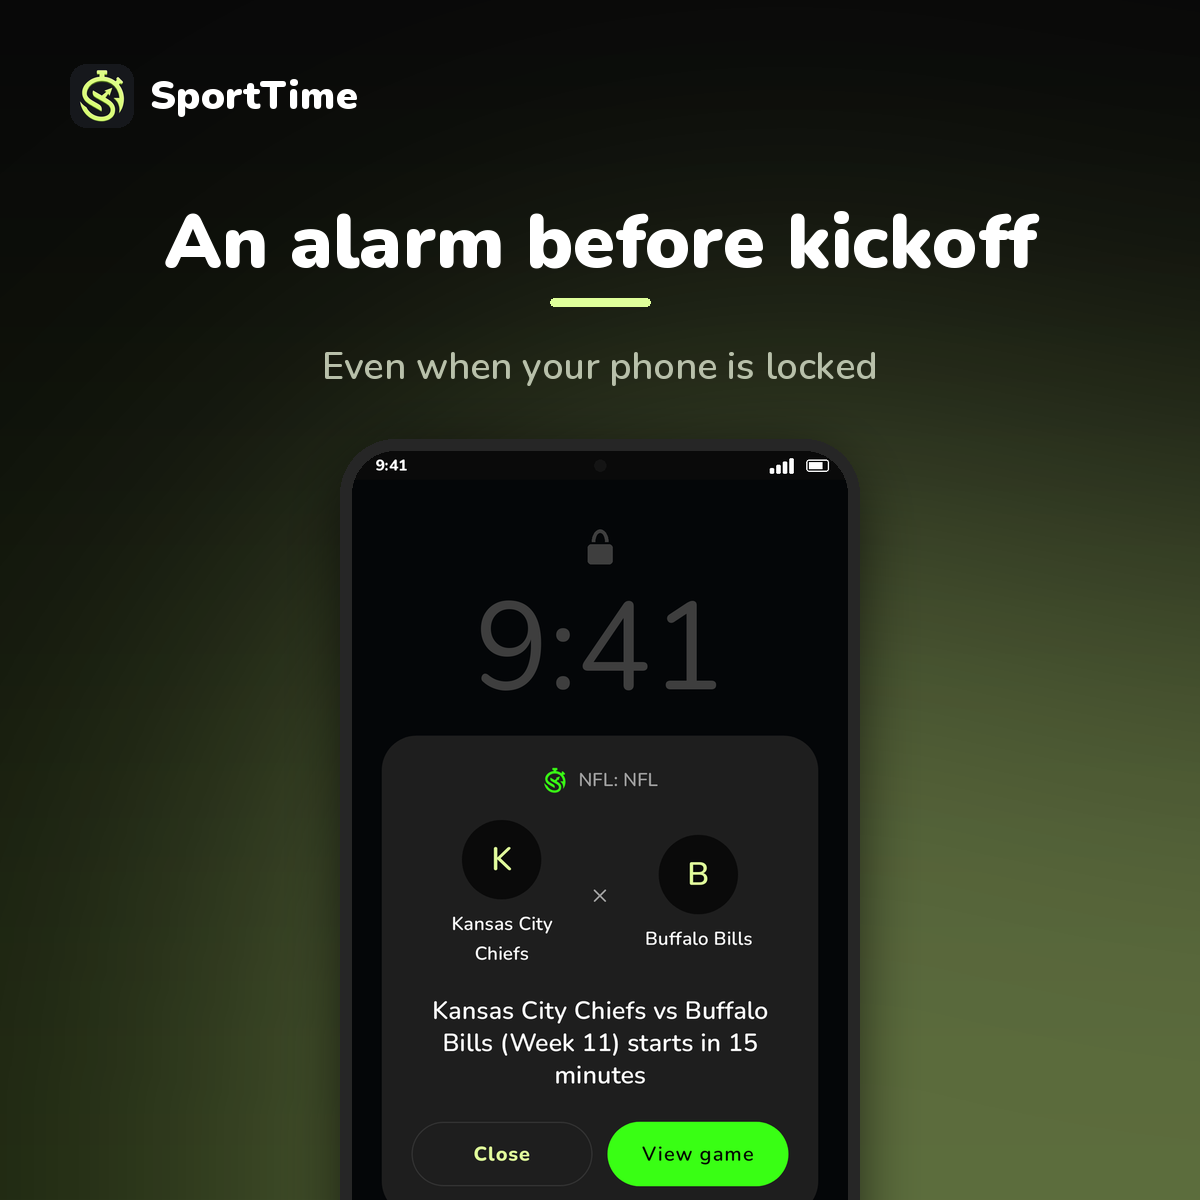 SportTime
An alarm before kickoff
Even when your phone is locked
9:41
9:41
NFL: NFL
K
B
×
Kansas City
Chiefs
Buffalo Bills
Kansas City Chiefs vs Buffalo
Bills (Week 11) starts in 15
minutes
Close
View game